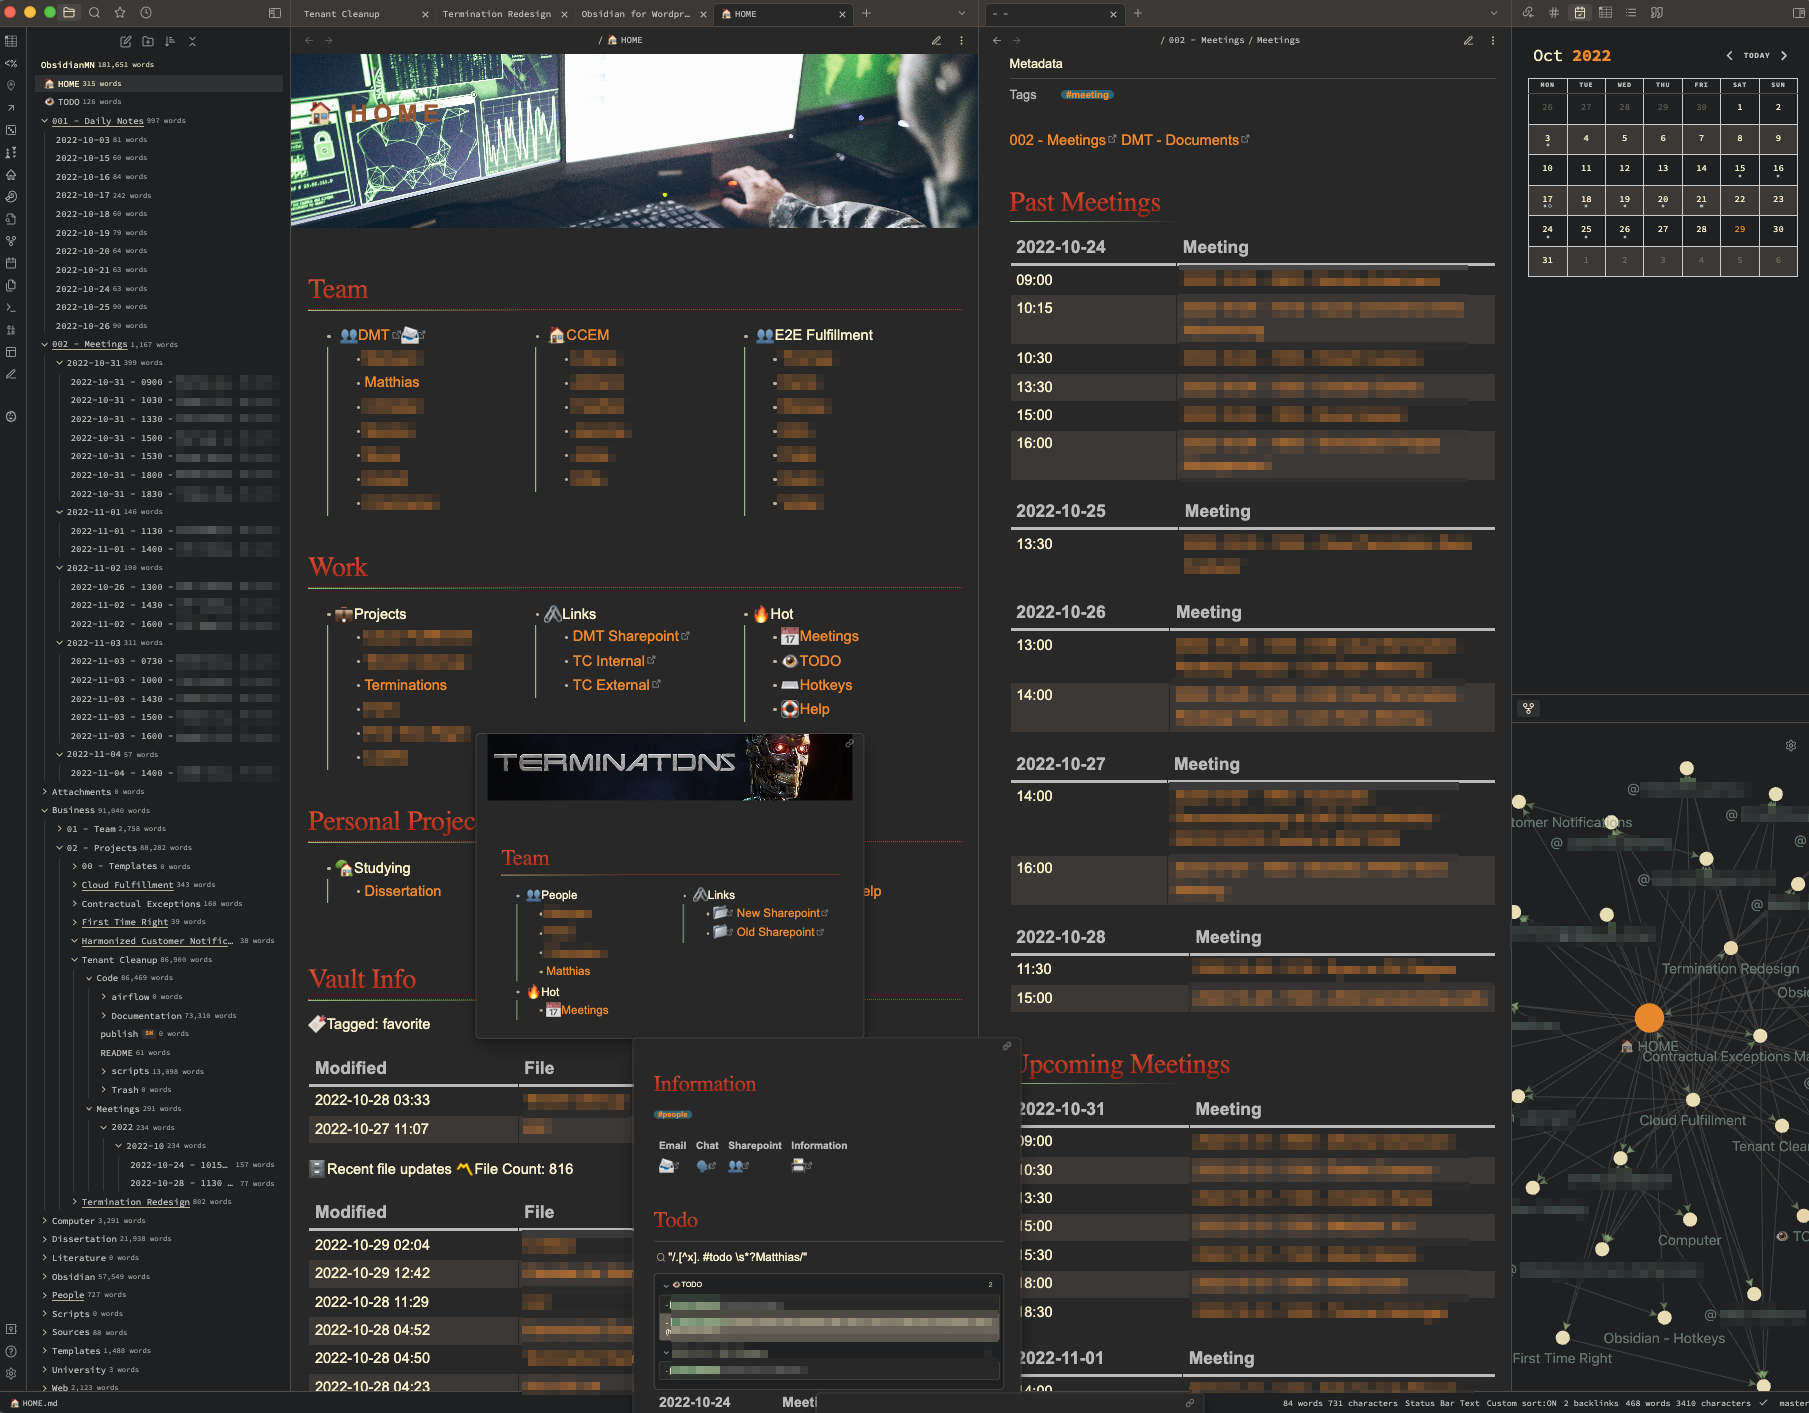 Tenant Cleanup
Termination Redesign
Obsidian for Wordpr…
HOME
- -
/ HOME
/ 002 - Meetings / Meetings
ObsidianMN 181,651 words
HOME 315 words
TODO 126 words
001 - Daily Notes 997 words
2022-10-03 81 words
2022-10-15 60 words
2022-10-16 84 words
2022-10-17 242 words
2022-10-18 60 words
2022-10-19 79 words
2022-10-20 64 words
2022-10-21 63 words
2022-10-24 63 words
2022-10-25 90 words
2022-10-26 90 words
002 - Meetings 1,167 words
2022-10-31 399 words
2022-10-31 - 0900 -
2022-10-31 - 1030 -
2022-10-31 - 1330 -
2022-10-31 - 1500 -
2022-10-31 - 1530 -
2022-10-31 - 1800 -
2022-10-31 - 1830 -
2022-11-01 146 words
2022-11-01 - 1130 -
2022-11-01 - 1400 -
2022-11-02 190 words
2022-10-26 - 1300 -
2022-11-02 - 1430 -
2022-11-02 - 1600 -
2022-11-03 311 words
2022-11-03 - 0730 -
2022-11-03 - 1000 -
2022-11-03 - 1430 -
2022-11-03 - 1500 -
2022-11-03 - 1600 -
2022-11-04 57 words
2022-11-04 - 1400 -
Attachments 0 words
Business 91,040 words
01 - Team 2,758 words
02 - Projects 88,282 words
00 - Templates 0 words
Cloud Fulfillment 343 words
Contractual Exceptions 160 words
First Time Right 39 words
Harmonized Customer Notific… 38 words
Tenant Cleanup 86,900 words
Code 86,469 words
airflow 0 words
Documentation 73,310 words
publish SH 0 words
README 61 words
scripts 13,098 words
Trash 0 words
Meetings 291 words
2022 234 words
2022-10 234 words
2022-10-24 - 1015… 157 words
2022-10-28 - 1130 … 77 words
Termination Redesign 802 words
Computer 3,291 words
Dissertation 21,938 words
Literature 0 words
Obsidian 57,549 words
People 727 words
Scripts 0 words
Sources 88 words
Templates 1,488 words
University 3 words
Web 2,123 words
HOME
Team
DMT
Matthias
CCEM
E2E Fulfillment
Work
Projects
Terminations
Links
DMT Sharepoint
TC Internal
TC External
Hot
Meetings
TODO
Hotkeys
Help
Personal Projec
Studying
Dissertation
elp
Vault Info
Tagged: favorite
Modified File
2022-10-28 03:33
2022-10-27 11:07
Recent file updates File Count: 816
Modified File
2022-10-29 02:04
2022-10-29 12:42
2022-10-28 11:29
2022-10-28 04:52
2022-10-28 04:50
2022-10-28 04:23
TERMINATIONS
Team
People
Matthias
Hot
Meetings
Links
New Sharepoint
Old Sharepoint
Information
#people
Email Chat Sharepoint Information
Todo
"/.[^x]. #todo \s*?Matthias/"
TODO 2
2022-10-24 Meeti
Metadata
Tags #meeting
002 - Meetings DMT - Documents
Past Meetings
2022-10-24 Meeting
09:00
10:15
10:30
13:30
15:00
16:00
2022-10-25 Meeting
13:30
2022-10-26 Meeting
13:00
14:00
2022-10-27 Meeting
14:00
16:00
2022-10-28 Meeting
11:30
15:00
Upcoming Meetings
2022-10-31 Meeting
09:00
10:30
13:30
15:00
15:30
18:00
18:30
2022-11-01 Meeting
14:00
Oct 2022
TODAY
MON TUE WED THU FRI SAT SUN
26 27 28 29 30 1 2
3 4 5 6 7 8 9
10 11 12 13 14 15 16
17 18 19 20 21 22 23
24 25 26 27 28 29 30
31 1 2 3 4 5 6
@
@
tomer Notifications
@
@
@
@
Termination Redesign
Obsi
HOME
Contractual Exceptions Ma
Cloud Fulfillment
Tenant Clea
Computer
TO
@
@
Obsidian - Hotkeys
First Time Right
HOME.md
84 words 731 characters Status Bar Text Custom sort:ON 2 backlinks 468 words 3410 characters master